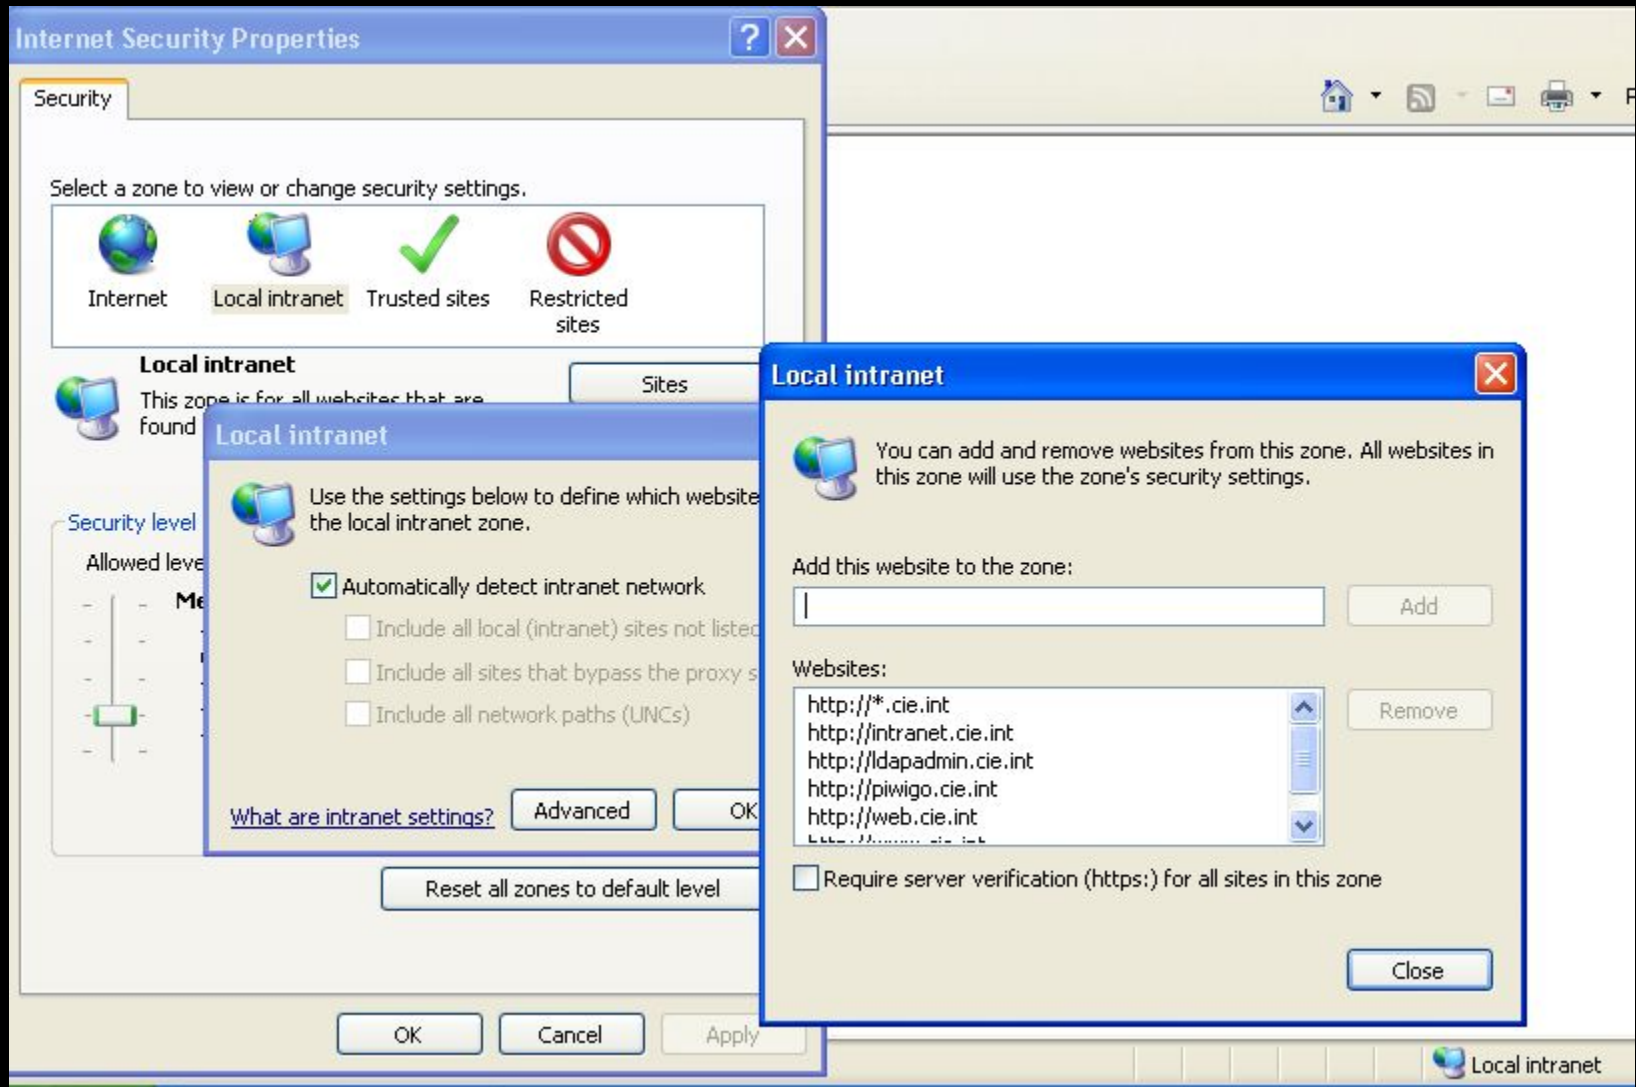 Internet Security Properties
Security
Select a zone to view or change security settings.
Internet
Local intranet
Trusted sites
Restricted
sites
Local intranet
This zone is for all websites that are
found
Sites
Security level
Allowed leve
Me
Local intranet
Use the settings below to define which website
the local intranet zone.
Automatically detect intranet network
Include all local (intranet) sites not listed
Include all sites that bypass the proxy s
Include all network paths (UNCs)
What are intranet settings?
Advanced
OK
Reset all zones to default level
OK
Cancel
Apply
Local intranet
You can add and remove websites from this zone. All websites in
this zone will use the zone's security settings.
Add this website to the zone:
Add
Websites:
http://*.cie.int
http://intranet.cie.int
http://ldapadmin.cie.int
http://piwigo.cie.int
http://web.cie.int
Remove
Require server verification (https:) for all sites in this zone
Close
Local intranet